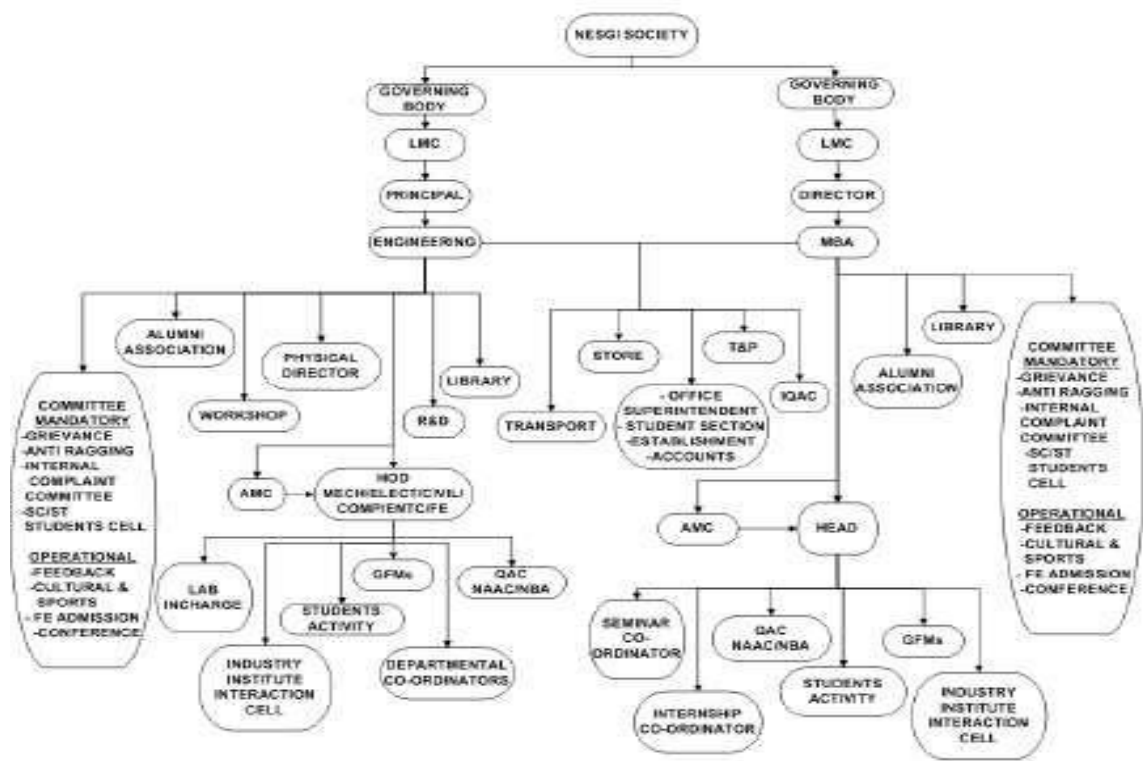 NESGI SOCIETY
GOVERNING
BODY
GOVERNING
BODY
LMC
LMC
PRINCIPAL
DIRECTOR
ENGINEERING
MBA
ALUMNI
ASSOCIATION
PHYSICAL
DIRECTOR
WORKSHOP
R&D
LIBRARY
COMMITTEE
MANDATORY
-GRIEVANCE
-ANTI RAGGING
-INTERNAL
COMPLAINT
COMMITTEE
-SC/ST
STUDENTS CELL
OPERATIONAL
-FEEDBACK
-CULTURAL &
SPORTS
- FE ADMISSION
-CONFERENCE
AMC
HOD
LAB
INCHARGE
INDUSTRY
INSTITUTE
INTERACTION
CELL
STUDENTS
ACTIVITY
GFMs
DEPARTMENTAL
CO-ORDINATORS
QAC
NAAC/NBA
TRANSPORT
STORE
- OFFICE
SUPERINTENDENT
- STUDENT SECTION
-ESTABLISHMENT
-ACCOUNTS
T&P
IQAC
ALUMNI
ASSOCIATION
LIBRARY
COMMITTEE
MANDATORY
-GRIEVANCE
-ANTI RAGGING
-INTERNAL
COMPLAINT
COMMITTEE
-SC/ST
STUDENTS
CELL
OPERATIONAL
-FEEDBACK
-CULTURAL &
SPORTS
- FE ADMISSION
-CONFERENCE
AMC
HEAD
SEMINAR
CO-
ORDINATOR
INTERNSHIP
CO-ORDINATOR
QAC
NAAC/NBA
STUDENTS
ACTIVITY
GFMs
INDUSTRY
INSTITUTE
INTERACTION
CELL